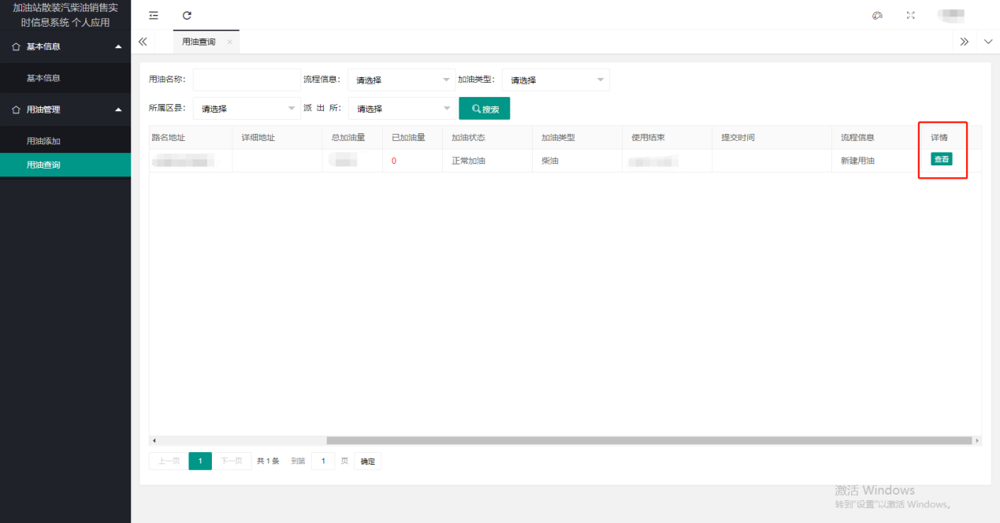 加油站散装汽柴油销售实
时信息系统 个人应用
基本信息
基本信息
用油管理
用油添加
用油查询
用油查询
用油名称： 流程信息： 请选择 加油类型： 请选择
所属区县： 请选择 派 出 所： 请选择 搜索
路名地址 详细地址 总加油量 已加油量 加油状态 加油类型 使用结束 提交时间 流程信息 详情
0 正常加油 柴油 新建用油 查看
上一页 1 下一页 共 1 条 到第 1 页 确定
激活 Windows
转到"设置"以激活 Windows。